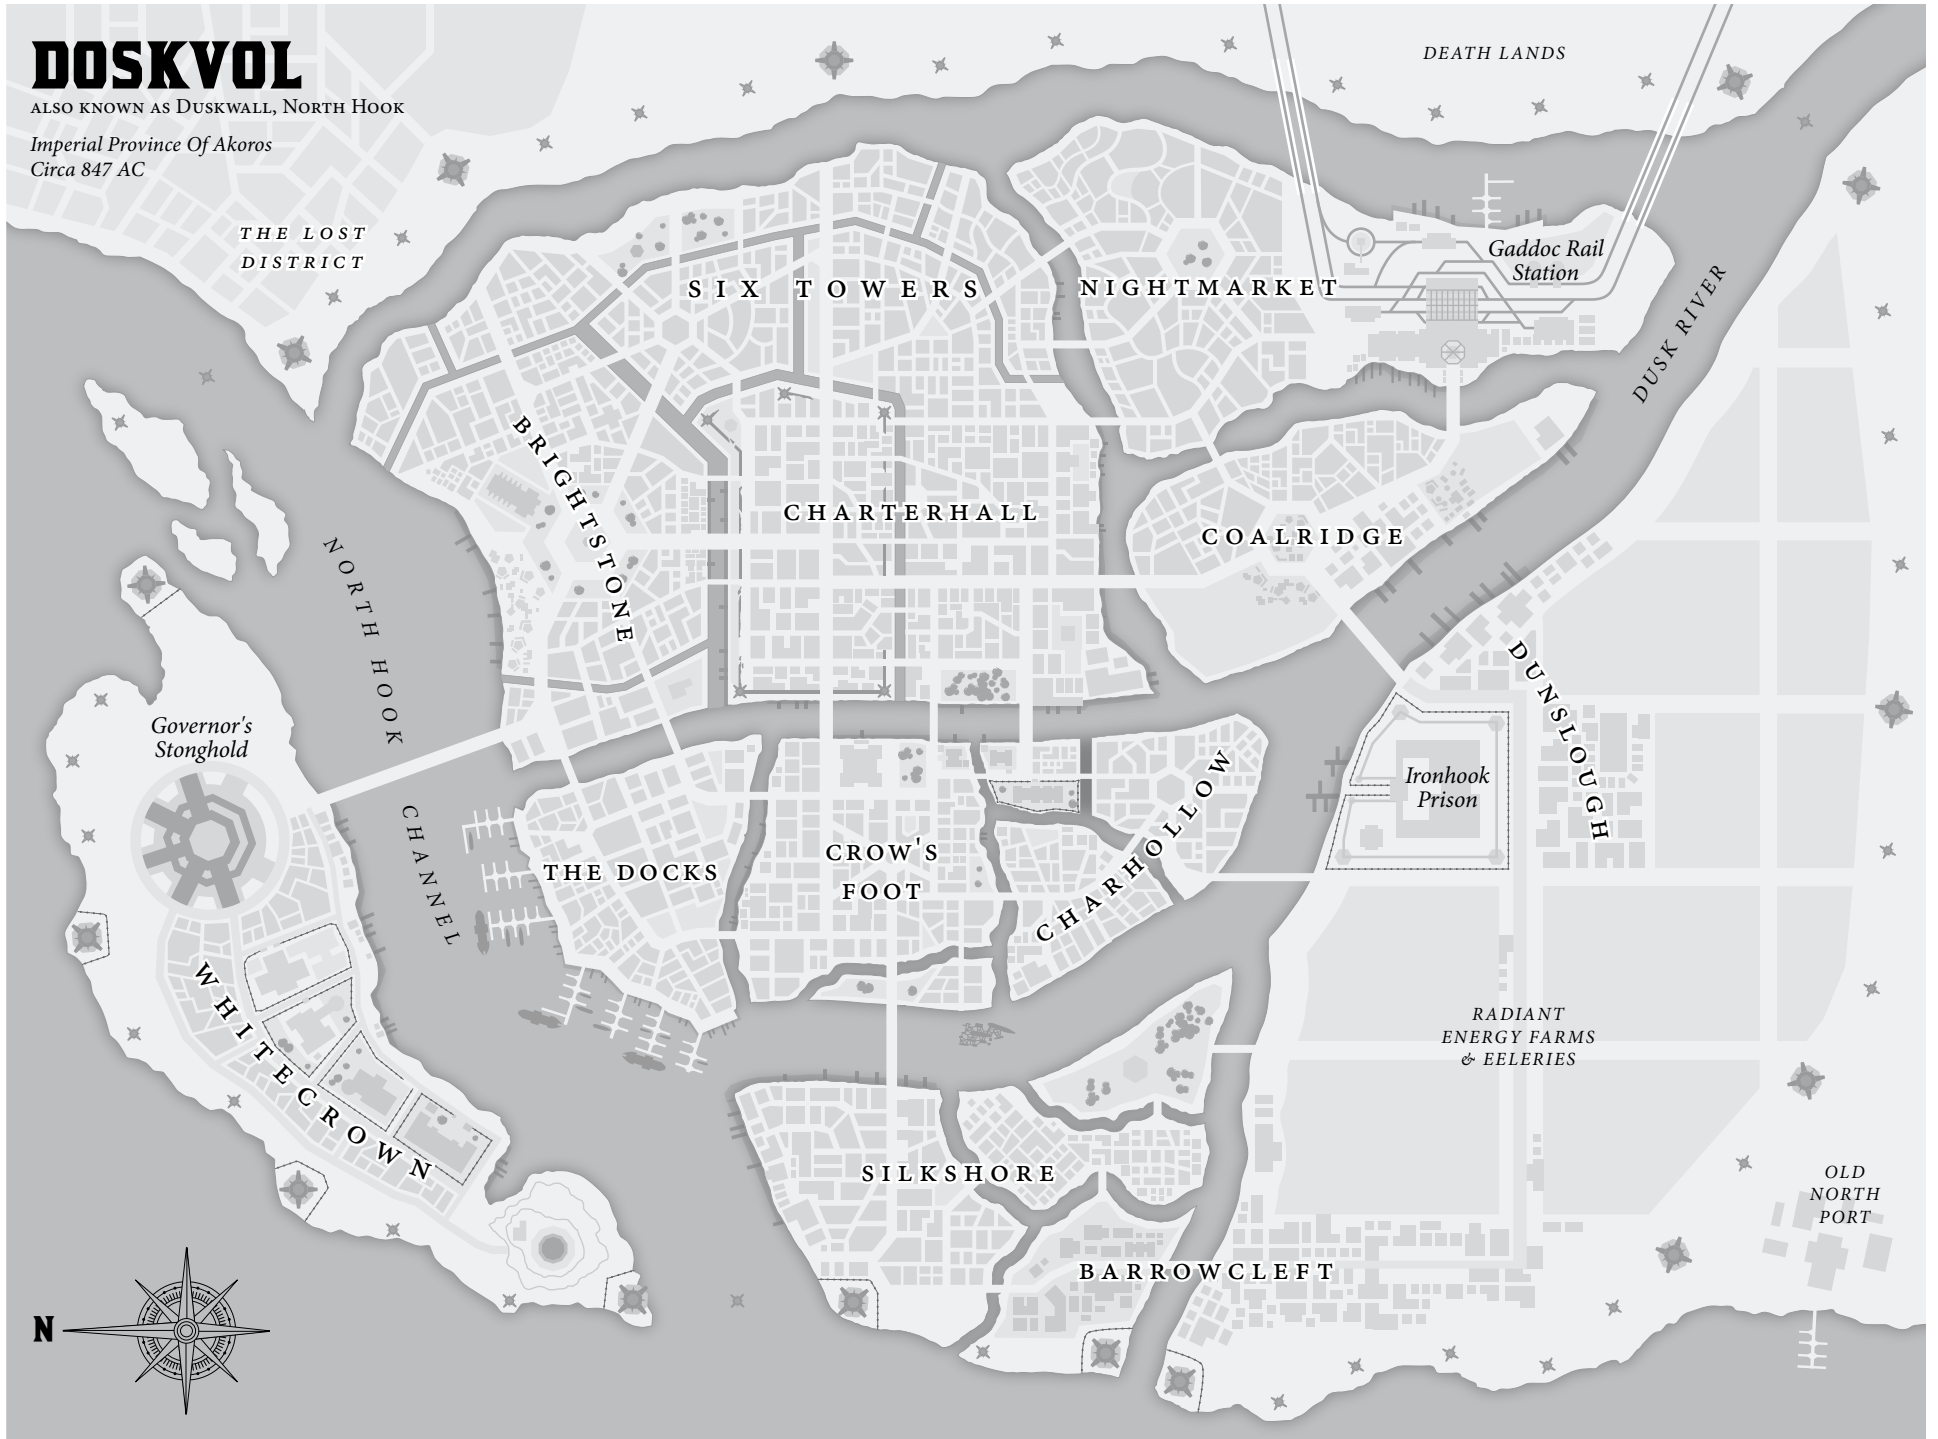 DOSKVOL
ALSO KNOWN AS DUSKWALL, NORTH HOOK
Imperial Province Of Akoros
Circa 847 AC
DEATH LANDS
THE LOST
DISTRICT
SIX TOWERS
NIGHTMARKET
Gaddoc Rail
Station
DUSK RIVER
BRIGHTSTONE
CHARTERHALL
COALRIDGE
NORTH HOOK
CHANNEL
DUNSLOUGH
Governor's
Stonghold
Ironhook
Prison
THE DOCKS
CROW'S
FOOT
CHARHOLLOW
WHITECROWN
RADIANT
ENERGY FARMS
& EELERIES
SILKSHORE
OLD
NORTH
PORT
BARROWCLEFT
N